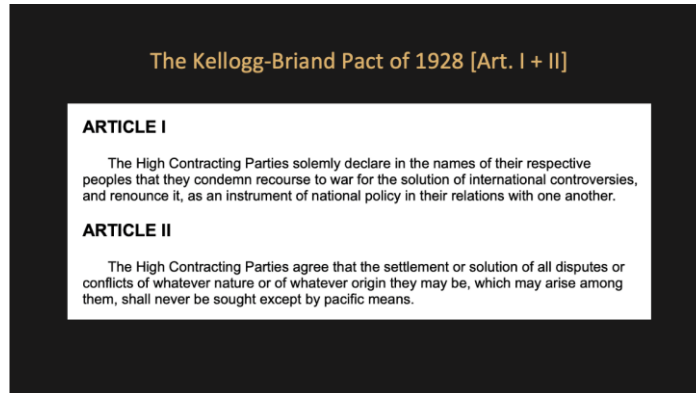 The Kellogg-Briand Pact of 1928 [Art. I + II]
ARTICLE I
The High Contracting Parties solemly declare in the names of their respective
peoples that they condemn recourse to war for the solution of international controversies,
and renounce it, as an instrument of national policy in their relations with one another.
ARTICLE II
The High Contracting Parties agree that the settlement or solution of all disputes or
conflicts of whatever nature or of whatever origin they may be, which may arise among
them, shall never be sought except by pacific means.